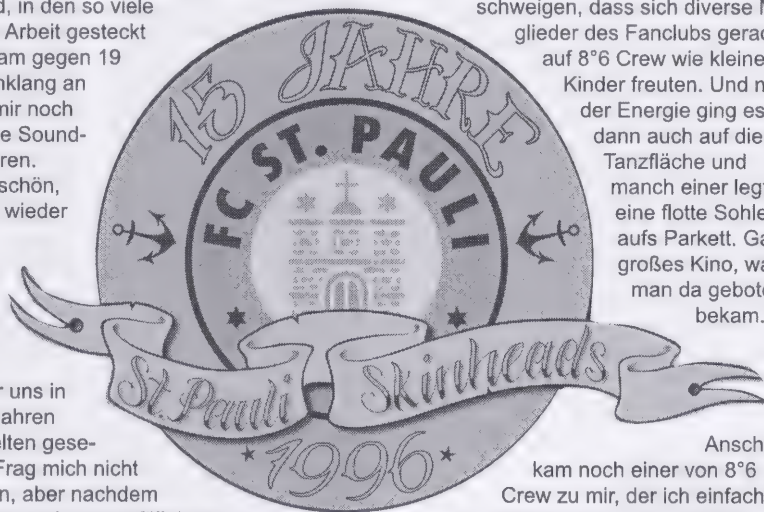 d, in den so viele
Arbeit gesteckt
am gegen 19
nklang an
mir noch
e Sound-
ren.
schön,
wieder
r uns in
ahren
elten gese-
Frag mich nicht
n, aber nachdem
15 JAHRE
FC ST. PAULI
St. Pauli Skinheads
1996
schweigen, dass sich diverse
glieder des Fanclubs gerad
auf 8°6 Crew wie kleine
Kinder freuten. Und
der Energie ging es
dann auch auf die
Tanzfläche und
manch einer legt
eine flotte Sohle
aufs Parkett. Ga
großes Kino, wa
man da gebote
bekam.
Ansch
kam noch einer von 8°6
Crew zu mir, der ich einfach